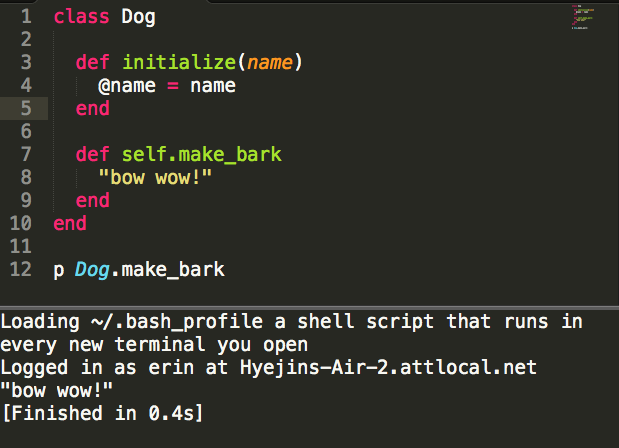 1 class Dog
2
3   def initialize(name)
4     @name = name
5   end
6
7   def self.make_bark
8     "bow wow!"
9   end
10 end
11
12 p Dog.make_bark
Loading ~/.bash_profile a shell script that runs in
every new terminal you open
Logged in as erin at Hyejins-Air-2.attlocal.net
"bow wow!"
[Finished in 0.4s]